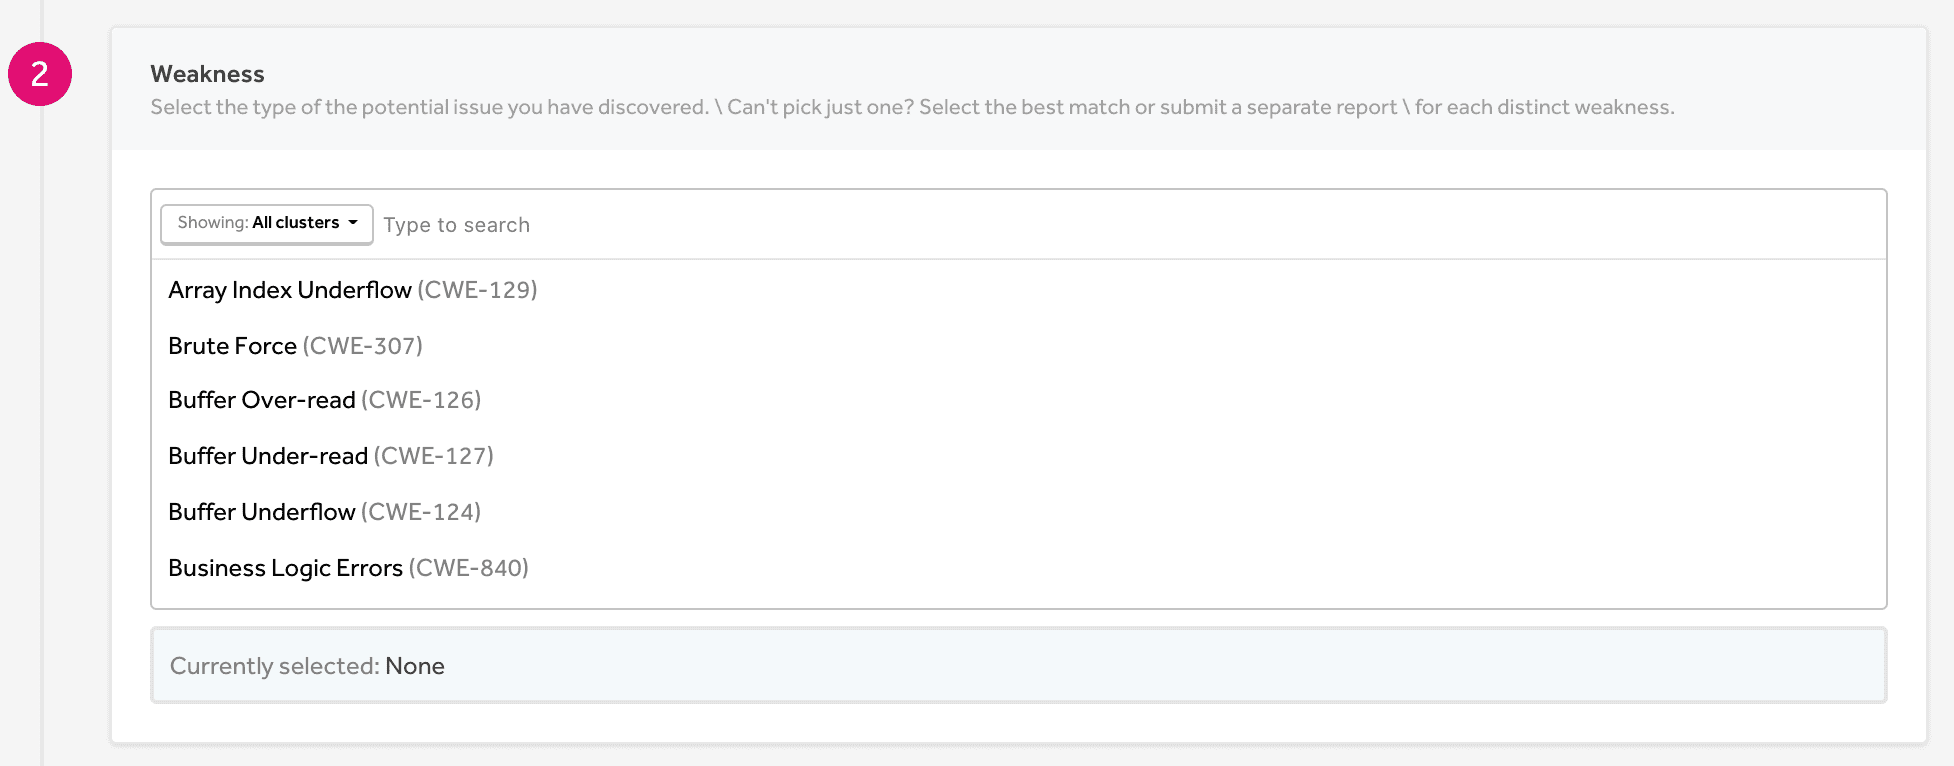 2
Weakness
Select the type of the potential issue you have discovered. \ Can't pick just one? Select the best match or submit a separate report \ for each distinct weakness.
Showing: All clusters Type to search
Array Index Underflow (CWE-129)
Brute Force (CWE-307)
Buffer Over-read (CWE-126)
Buffer Under-read (CWE-127)
Buffer Underflow (CWE-124)
Business Logic Errors (CWE-840)
Currently selected: None